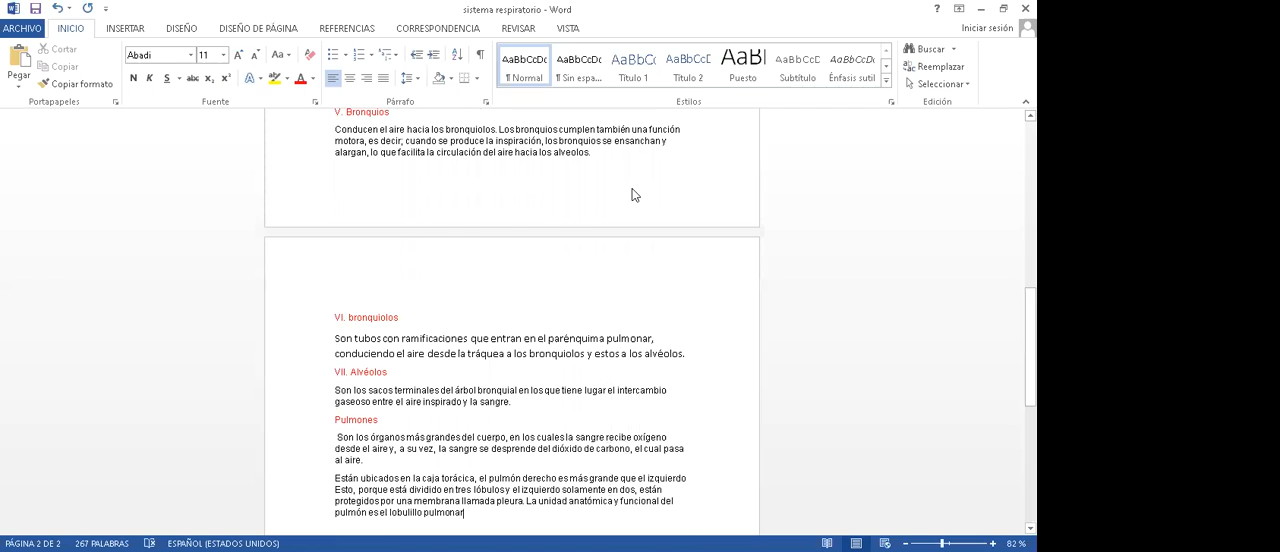 sistema respiratorio - Word
?
ARCHIVO INICIO INSERTAR DISEÑO DISEÑO DE PÁGINA REFERENCIAS CORRESPONDENCIA REVISAR VISTA Iniciar sesión
Pegar
Cortar
Copiar
Copiar formato
Portapapeles
Abadi 11 Aa
N K S abc x₂ x² A A
Fuente
Párrafo
AaBbCcDc AaBbCcDc AaBbCcD AaBbCcD AaBl AaBbCcDd AaBbCcDd
¶ Normal ¶ Sin espa... Título 1 Título 2 Puesto Subtítulo Énfasis sutil
Estilos
Buscar
Reemplazar
Seleccionar
Edición
V. Bronquios
Conducen el aire hacia los bronquiolos. Los bronquios cumplen también una función
motora, es decir; cuando se produce la inspiración, los bronquios se ensanchan y
alargan, lo que facilita la circulación del aire hacia los alveolos.
VI. bronquiolos
Son tubos con ramificaciones que entran en el parénquima pulmonar,
conduciendo el aire desde la tráquea a los bronquiolos y estos a los alvéolos.
VII. Alvéolos
Son los sacos terminales del árbol bronquial en los que tiene lugar el intercambio
gaseoso entre el aire inspirado y la sangre.
Pulmones
Son los órganos más grandes del cuerpo, en los cuales la sangre recibe oxígeno
desde el aire y, a su vez, la sangre se desprende del dióxido de carbono, el cual pasa
al aire.
Están ubicados en la caja torácica, el pulmón derecho es más grande que el izquierdo
Esto, porque está dividido en tres lóbulos y el izquierdo solamente en dos, están
protegidos por una membrana llamada pleura. La unidad anatómica y funcional del
pulmón es el lobulillo pulmonar
PÁGINA 2 DE 2 267 PALABRAS ESPAÑOL (ESTADOS UNIDOS) 82 %